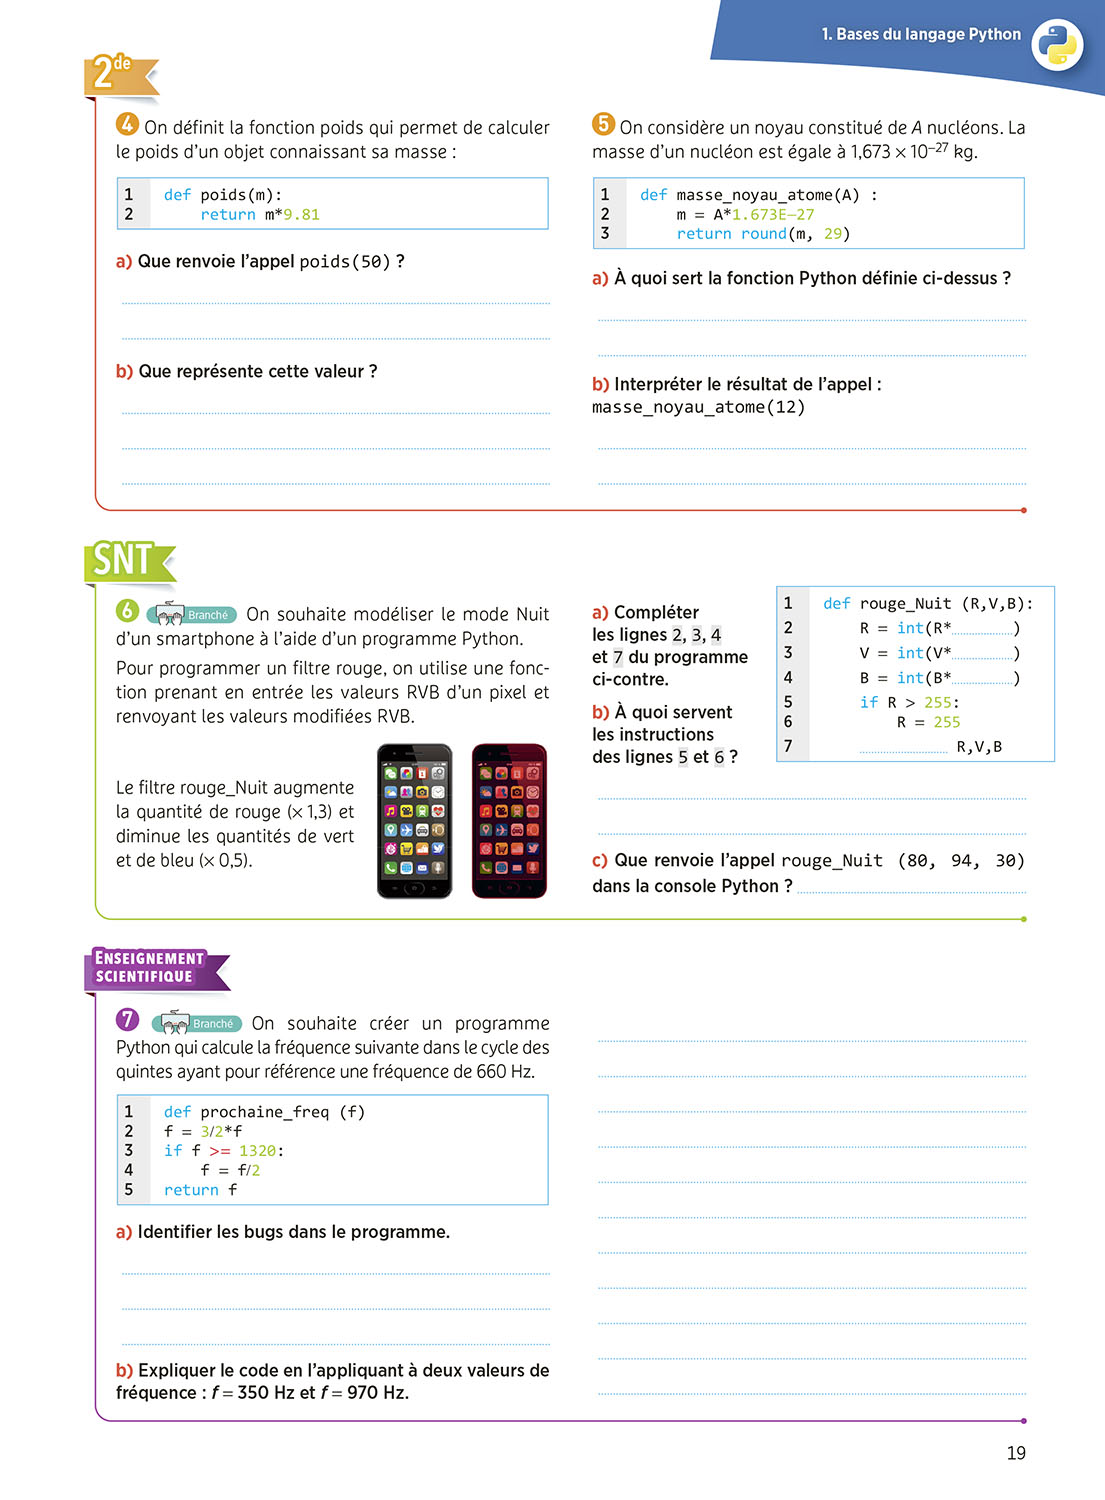 1. Bases du langage Python
2de
4 On définit la fonction poids qui permet de calculer
le poids d'un objet connaissant sa masse :
1 def poids(m):
2 return m*9.81
a) Que renvoie l'appel poids(50) ?
b) Que représente cette valeur ?
5 On considère un noyau constitué de A nucléons. La
masse d'un nucléon est égale à 1,673 × 10–27 kg.
1 def masse_noyau_atome(A) :
2 m = A*1.673E–27
3 return round(m, 29)
a) À quoi sert la fonction Python définie ci-dessus ?
b) Interpréter le résultat de l'appel :
masse_noyau_atome(12)
SNT
6 Branché On souhaite modéliser le mode Nuit
d'un smartphone à l'aide d'un programme Python.
Pour programmer un filtre rouge, on utilise une fonc-
tion prenant en entrée les valeurs RVB d'un pixel et
renvoyant les valeurs modifiées RVB.
Le filtre rouge_Nuit augmente
la quantité de rouge (× 1,3) et
diminue les quantités de vert
et de bleu (× 0,5).
a) Compléter
les lignes 2, 3, 4
et 7 du programme
ci-contre.
b) À quoi servent
les instructions
des lignes 5 et 6 ?
1 def rouge_Nuit (R,V,B):
2 R = int(R*....................)
3 V = int(V*....................)
4 B = int(B*....................)
5 if R > 255:
6 R = 255
7 .............................. R,V,B
c) Que renvoie l'appel rouge_Nuit (80, 94, 30)
dans la console Python ?
ENSEIGNEMENT
SCIENTIFIQUE
7 Branché On souhaite créer un programme
Python qui calcule la fréquence suivante dans le cycle des
quintes ayant pour référence une fréquence de 660 Hz.
1 def prochaine_freq (f)
2 f = 3/2*f
3 if f >= 1320:
4 f = f/2
5 return f
a) Identifier les bugs dans le programme.
b) Expliquer le code en l'appliquant à deux valeurs de
fréquence : f = 350 Hz et f = 970 Hz.
19